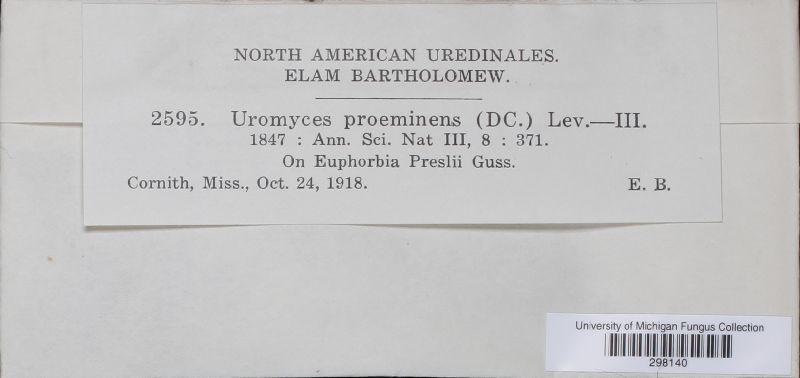 NORTH AMERICAN UREDINALES.
ELAM BARTHOLOMEW.
2595. Uromyces proeminens (DC.) Lev.—III.
1847 : Ann. Sci. Nat III, 8 : 371.
On Euphorbia Preslii Guss.
Cornith, Miss., Oct. 24, 1918. E. B.
University of Michigan Fungus Collection
298140